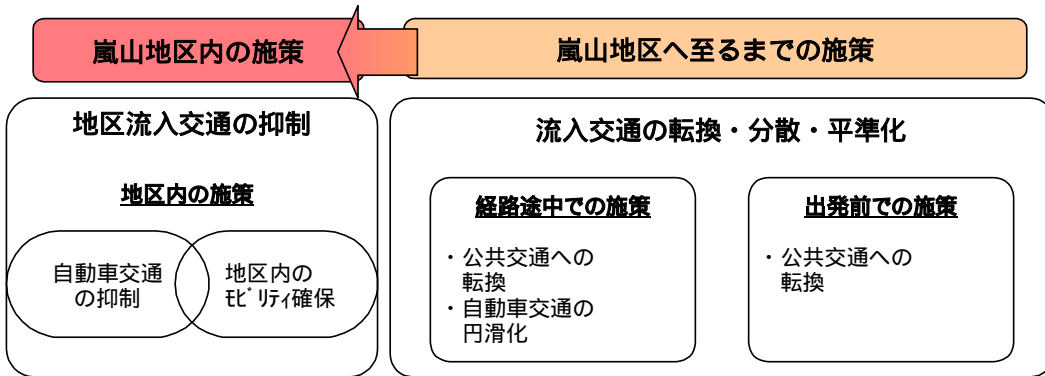 嵐山地区内の施策
嵐山地区へ至るまでの施策
地区流入交通の抑制
地区内の施策
自動車交通
の抑制
地区内の
ﾓﾋﾞﾘﾃｨ確保
流入交通の転換・分散・平準化
経路途中での施策
・公共交通への
転換
・自動車交通の
円滑化
出発前での施策
・公共交通への
転換